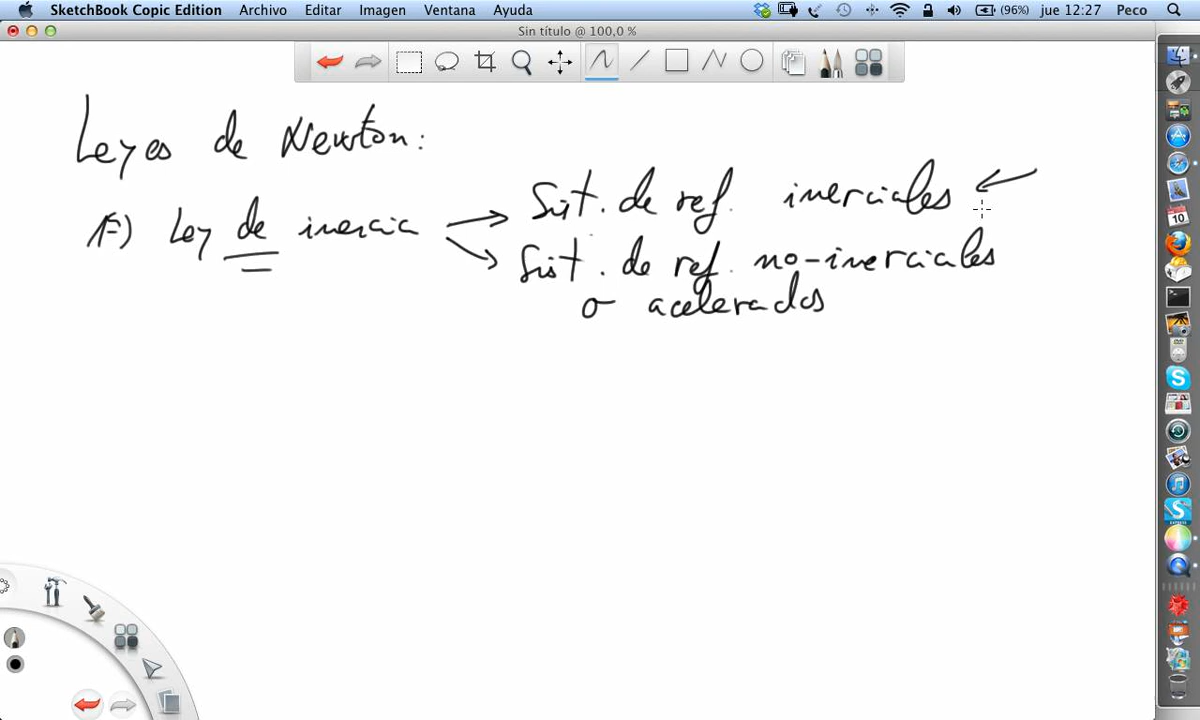 SketchBook Copic Edition Archivo Editar Imagen Ventana Ayuda (96%) jue 12:27 Peco
Sin título @ 100,0 %
Leyes de Newton:
Ley de inercia
Sist. de ref. inerciales
Sist. de ref. no-inerciales
o acelerados